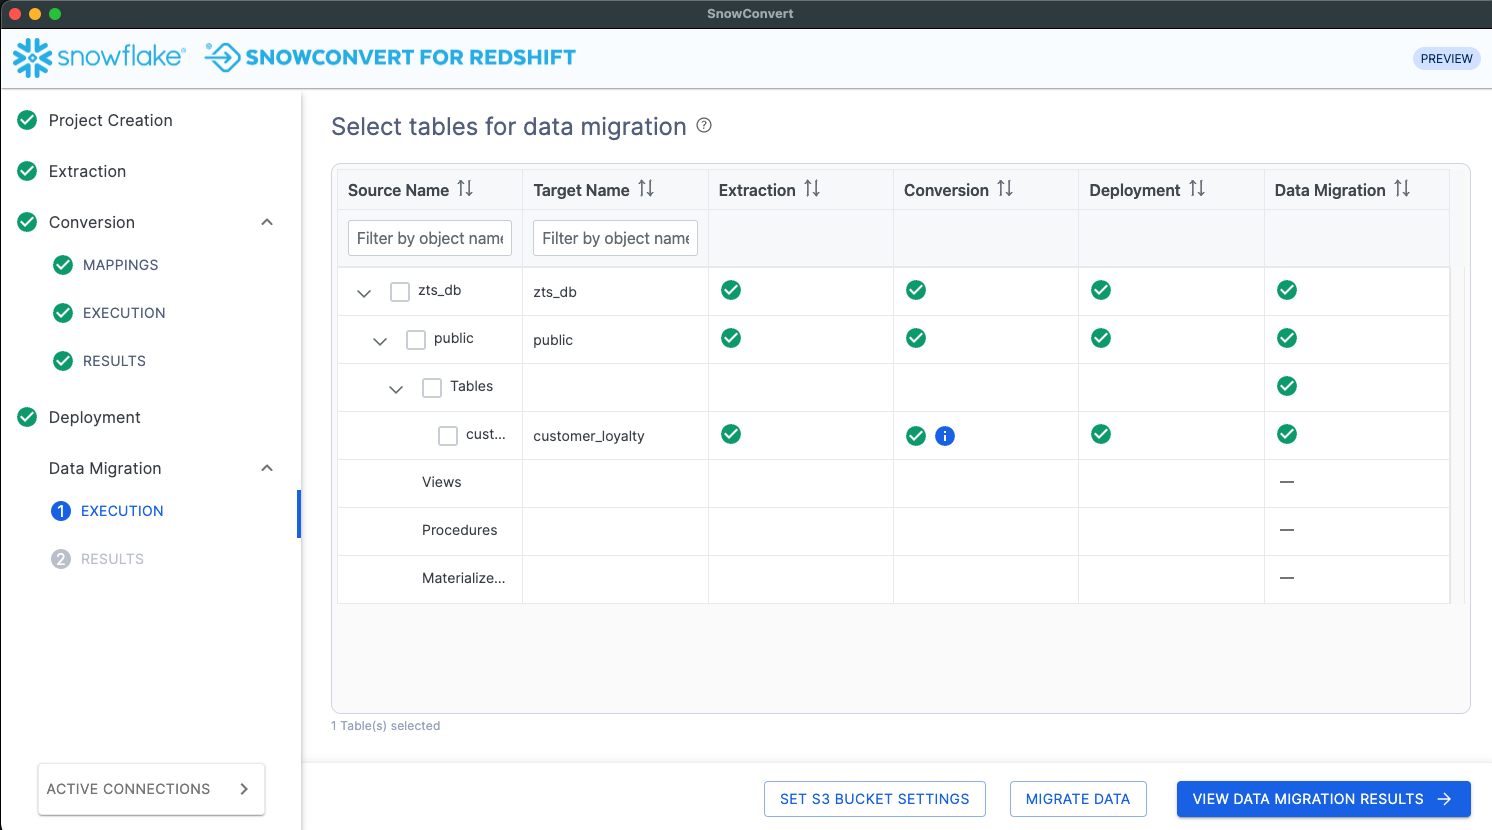 SnowConvert
snowflake®
SNOWCONVERT FOR REDSHIFT
PREVIEW
Project Creation
Extraction
Conversion
MAPPINGS
EXECUTION
RESULTS
Deployment
Data Migration
1 EXECUTION
2 RESULTS
ACTIVE CONNECTIONS
Select tables for data migration ?
Source Name Target Name Extraction Conversion Deployment Data Migration
Filter by object name Filter by object name
zts_db zts_db
public public
Tables
cust... customer_loyalty i
Views —
Procedures —
Materialize... —
1 Table(s) selected
SET S3 BUCKET SETTINGS MIGRATE DATA VIEW DATA MIGRATION RESULTS →